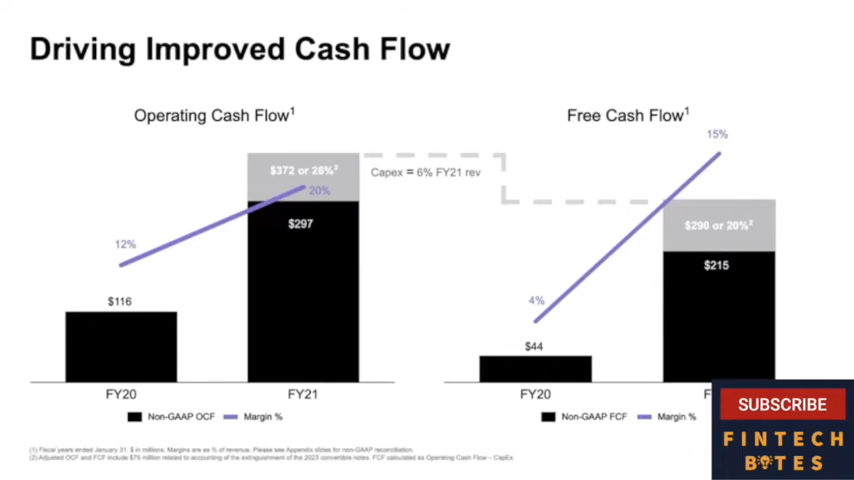 Driving Improved Cash Flow
Operating Cash Flow1
Free Cash Flow1
15%
$372 or 26%2
Capex = 6% FY21 rev
20%
$297
$290 or 20%2
12%
$215
4%
$116
$44
FY20
FY21
FY20
Non-GAAP OCF
Margin %
Non-GAAP FCF
Margin %
SUBSCRIBE
FINTECH
BITES
(1) Fiscal years ended January 31. $ in millions. Margins are as % of revenue. Please see Appendix slides for non-GAAP reconciliation.
(2) Adjusted OCF and FCF include $75 million related to accounting of the extinguishment of the 2023 convertible notes. FCF calculated as Operating Cash Flow – CapEx.